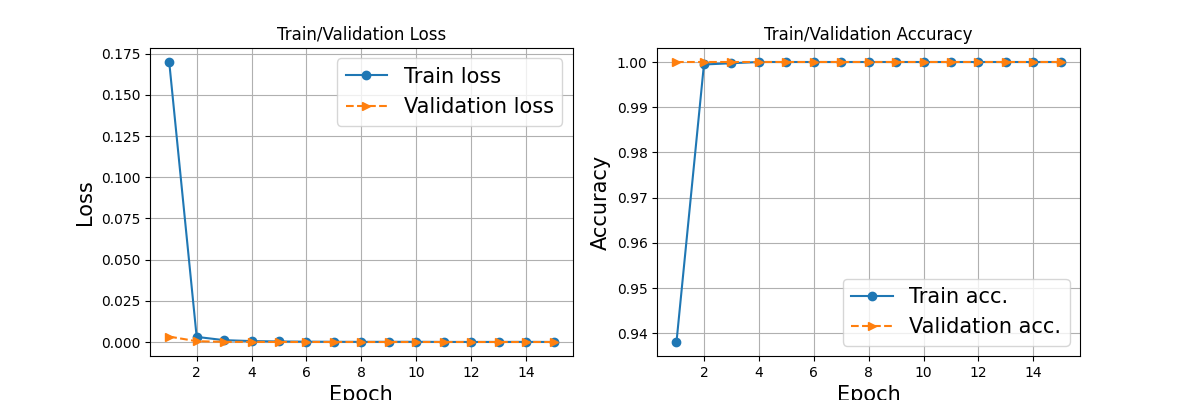 Train/Validation Loss
0.175
0.150
0.125
0.100
0.075
0.050
0.025
0.000
Loss
Train loss
Validation loss
2 4 6 8 10 12 14
Epoch
Train/Validation Accuracy
1.00
0.99
0.98
0.97
0.96
0.95
0.94
Accuracy
Train acc.
Validation acc.
2 4 6 8 10 12 14
Epoch